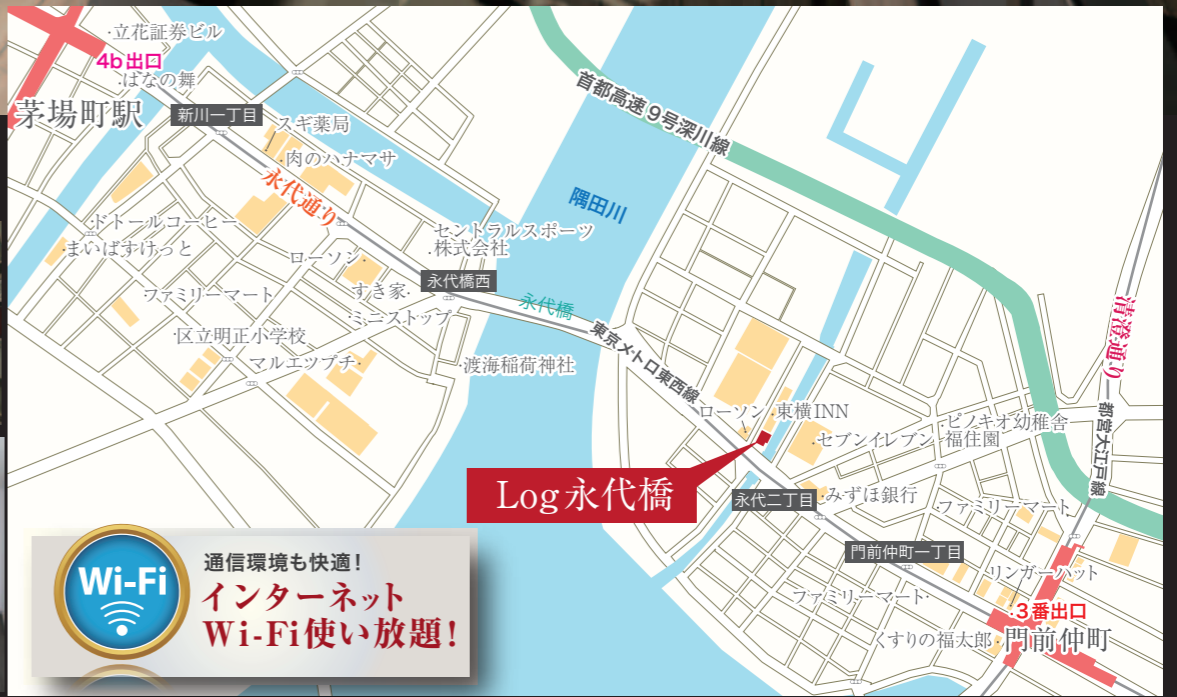 立花証券ビル
4b出口
はなの舞
茅場町駅
新川一丁目
スギ薬局
肉のハナマサ
永代通り
首都高速9号深川線
隅田川
ドトールコーヒー
まいばすけっと
セントラルスポーツ
株式会社
ローソン
永代橋西
すき家
ファミリーマート
ミニストップ
永代橋
清澄通り
区立明正小学校
マルエツプチ
渡海稲荷神社
東京メトロ東西線
ローソン
東横INN
セブンイレブン
ピノキオ幼稚舎
福住園
都営大江戸線
Log永代橋
永代二丁目
みずほ銀行
ファミリーマート
門前仲町一丁目
リンガーハット
ファミリーマート
3番出口
くすりの福太郎
門前仲町
Wi-Fi
通信環境も快適!
インターネット
Wi-Fi使い放題!